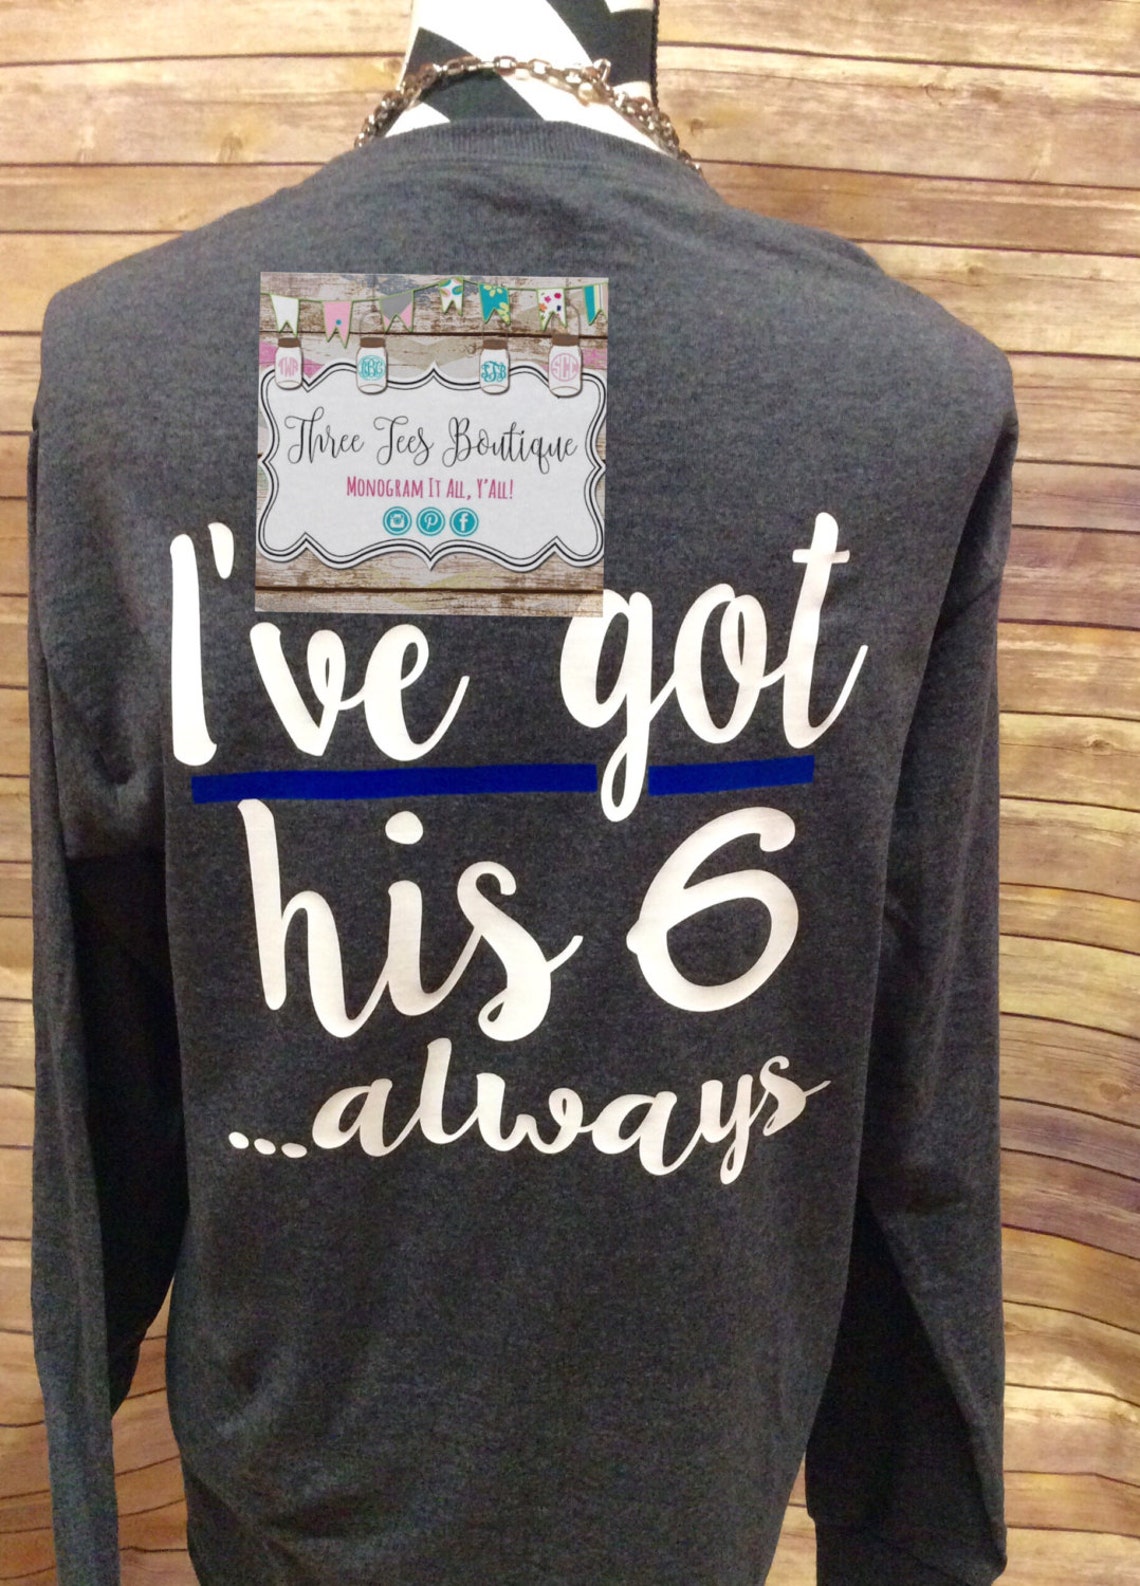 Three Tees Boutique
Monogram It All, Y'All!
I've got
his 6
...always